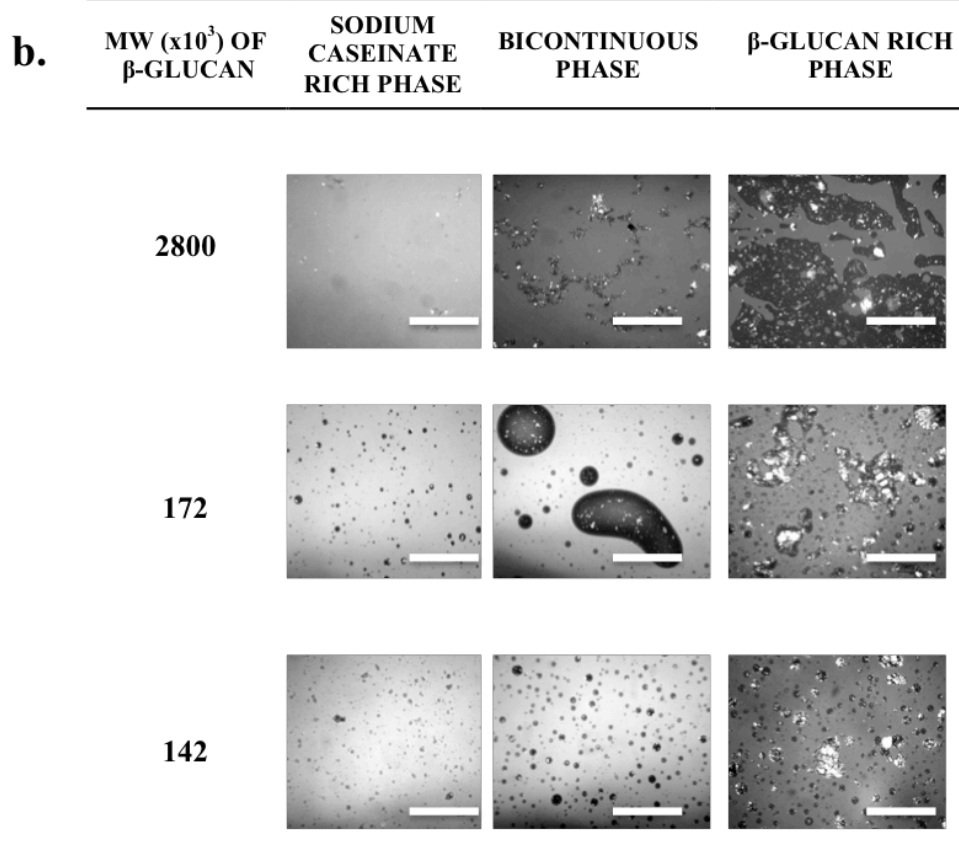 b.
MW (x10³) OF
β-GLUCAN
SODIUM
CASEINATE
RICH PHASE
BICONTINUOUS
PHASE
β-GLUCAN RICH
PHASE
2800
172
142